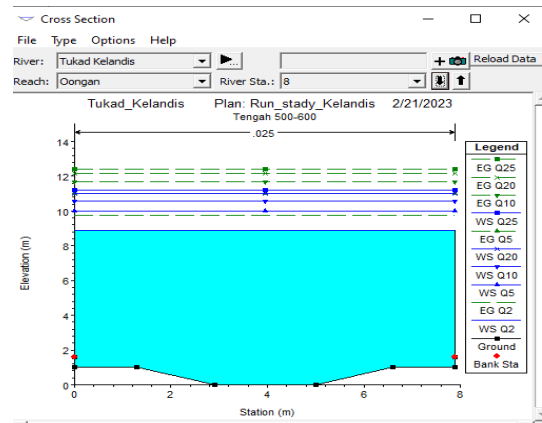 Cross Section
File Type Options Help
River: Tukad Kelandis ... Reload Data
Reach: Oongan River Sta.: 8
Tukad_Kelandis Plan: Run_stady_Kelandis 2/21/2023
Tengah 500-600
.025
14
12
10
8
6
4
2
0
Elevation (m)
0 2 4 6 8
Station (m)
Legend
EG Q25
EG Q20
EG Q10
WS Q25
EG Q5
WS Q20
WS Q10
WS Q5
EG Q2
WS Q2
Ground
Bank Sta